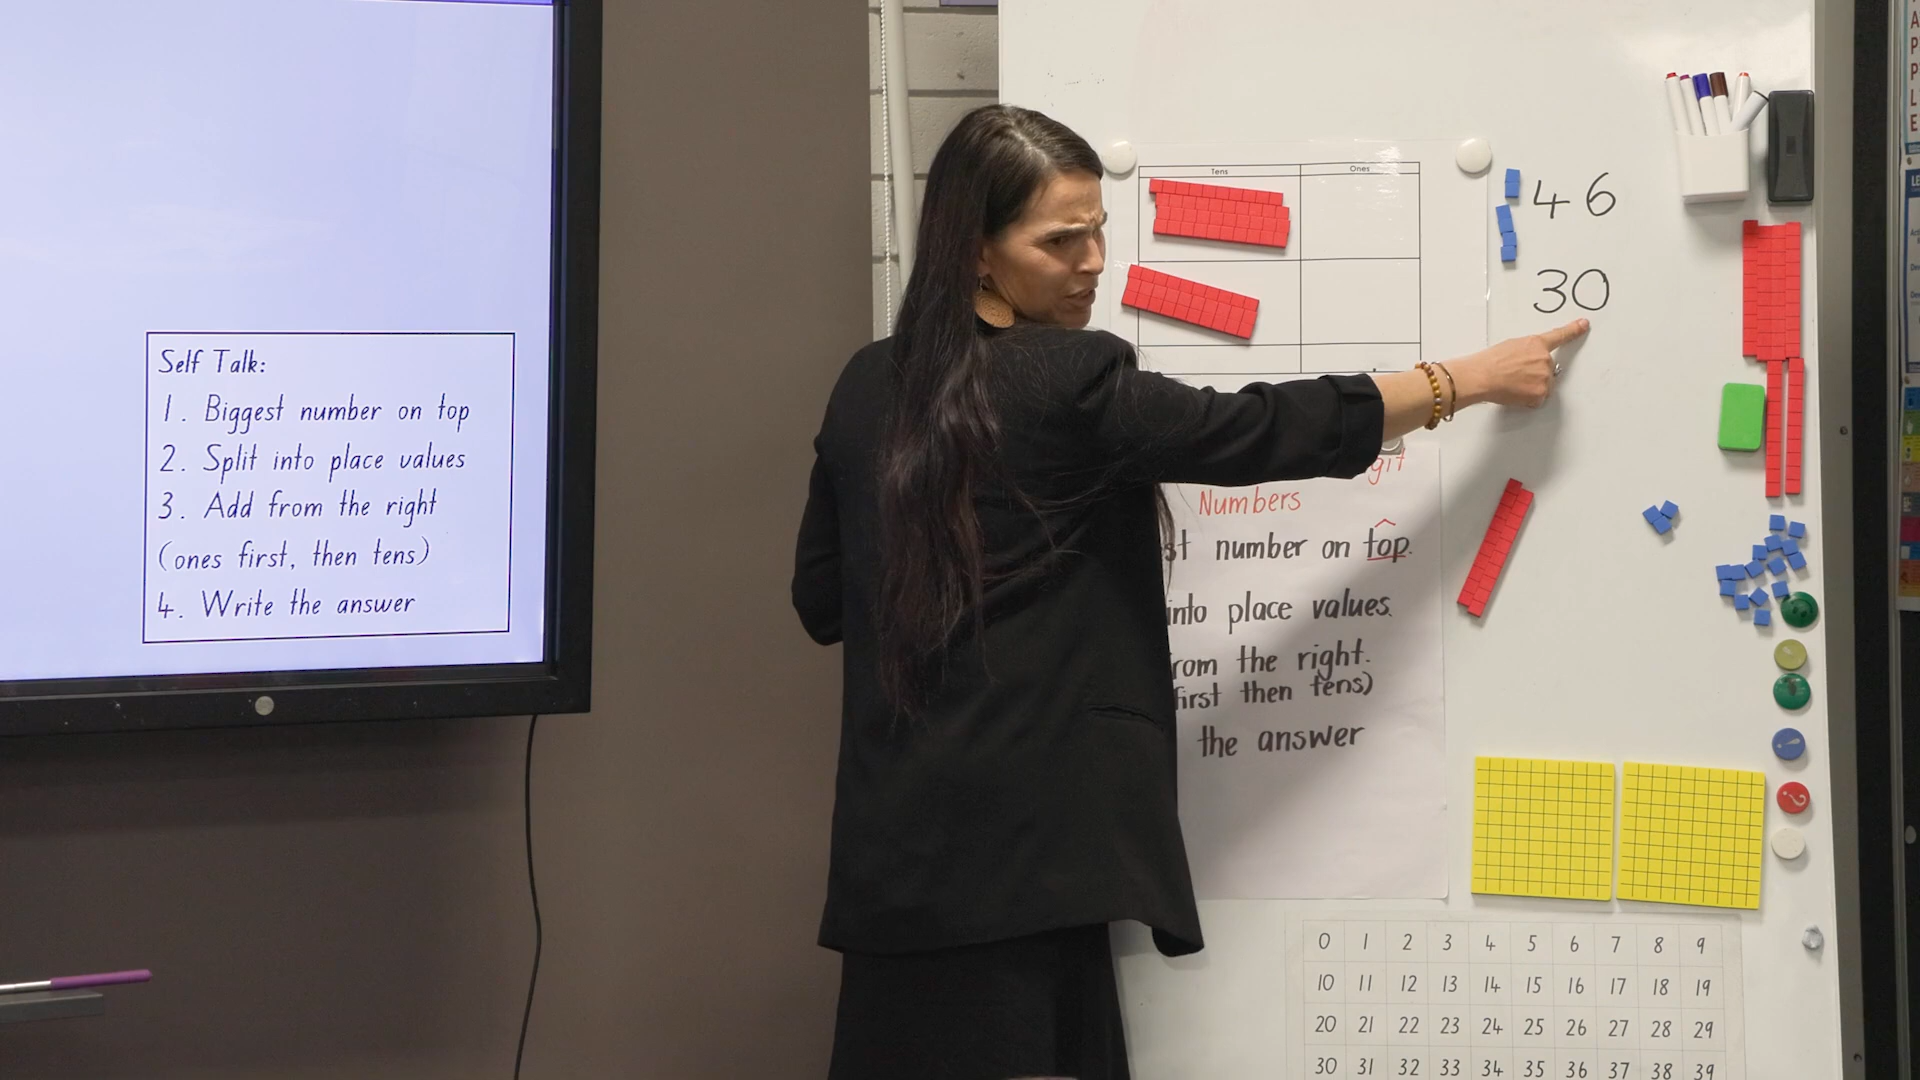 Self Talk:
1. Biggest number on top
2. Split into place values
3. Add from the right
(ones first, then tens)
4. Write the answer
Tens Ones
46
30
Numbers
number on top.
into place values.
the right.
first then tens)
the answer
0 1 2 3 4 5 6 7 8 9
10 11 12 13 14 15 16 17 18 19
20 21 22 23 24 25 26 27 28 29
30 31 32 33 34 35 36 37 38 39
A
P
P
L
E